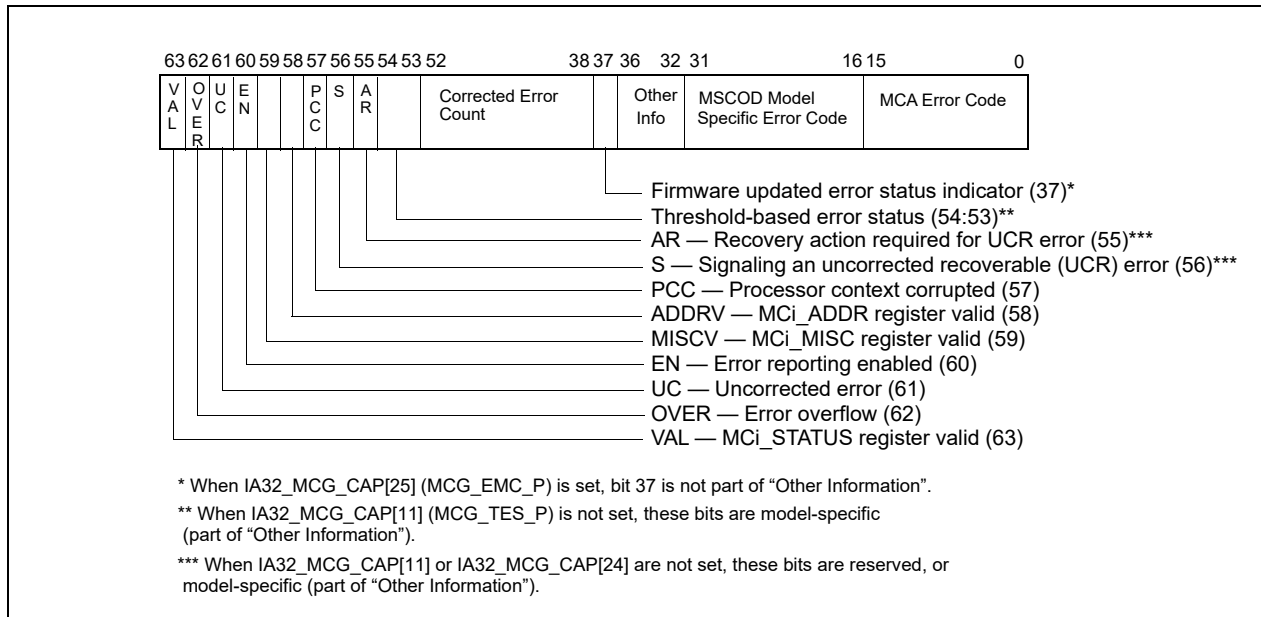 63 62 61 60 59 58 57 56 55 54 53 52 38 37 36 32 31 16 15 0
VAL OVER UC EN PCC S AR Corrected Error Count Other Info MSCOD Model Specific Error Code MCA Error Code
Firmware updated error status indicator (37)*
Threshold-based error status (54:53)**
AR — Recovery action required for UCR error (55)***
S — Signaling an uncorrected recoverable (UCR) error (56)***
PCC — Processor context corrupted (57)
ADDRV — MCi_ADDR register valid (58)
MISCV — MCi_MISC register valid (59)
EN — Error reporting enabled (60)
UC — Uncorrected error (61)
OVER — Error overflow (62)
VAL — MCi_STATUS register valid (63)
* When IA32_MCG_CAP[25] (MCG_EMC_P) is set, bit 37 is not part of “Other Information”.
** When IA32_MCG_CAP[11] (MCG_TES_P) is not set, these bits are model-specific
(part of “Other Information”).
*** When IA32_MCG_CAP[11] or IA32_MCG_CAP[24] are not set, these bits are reserved, or
model-specific (part of “Other Information”).